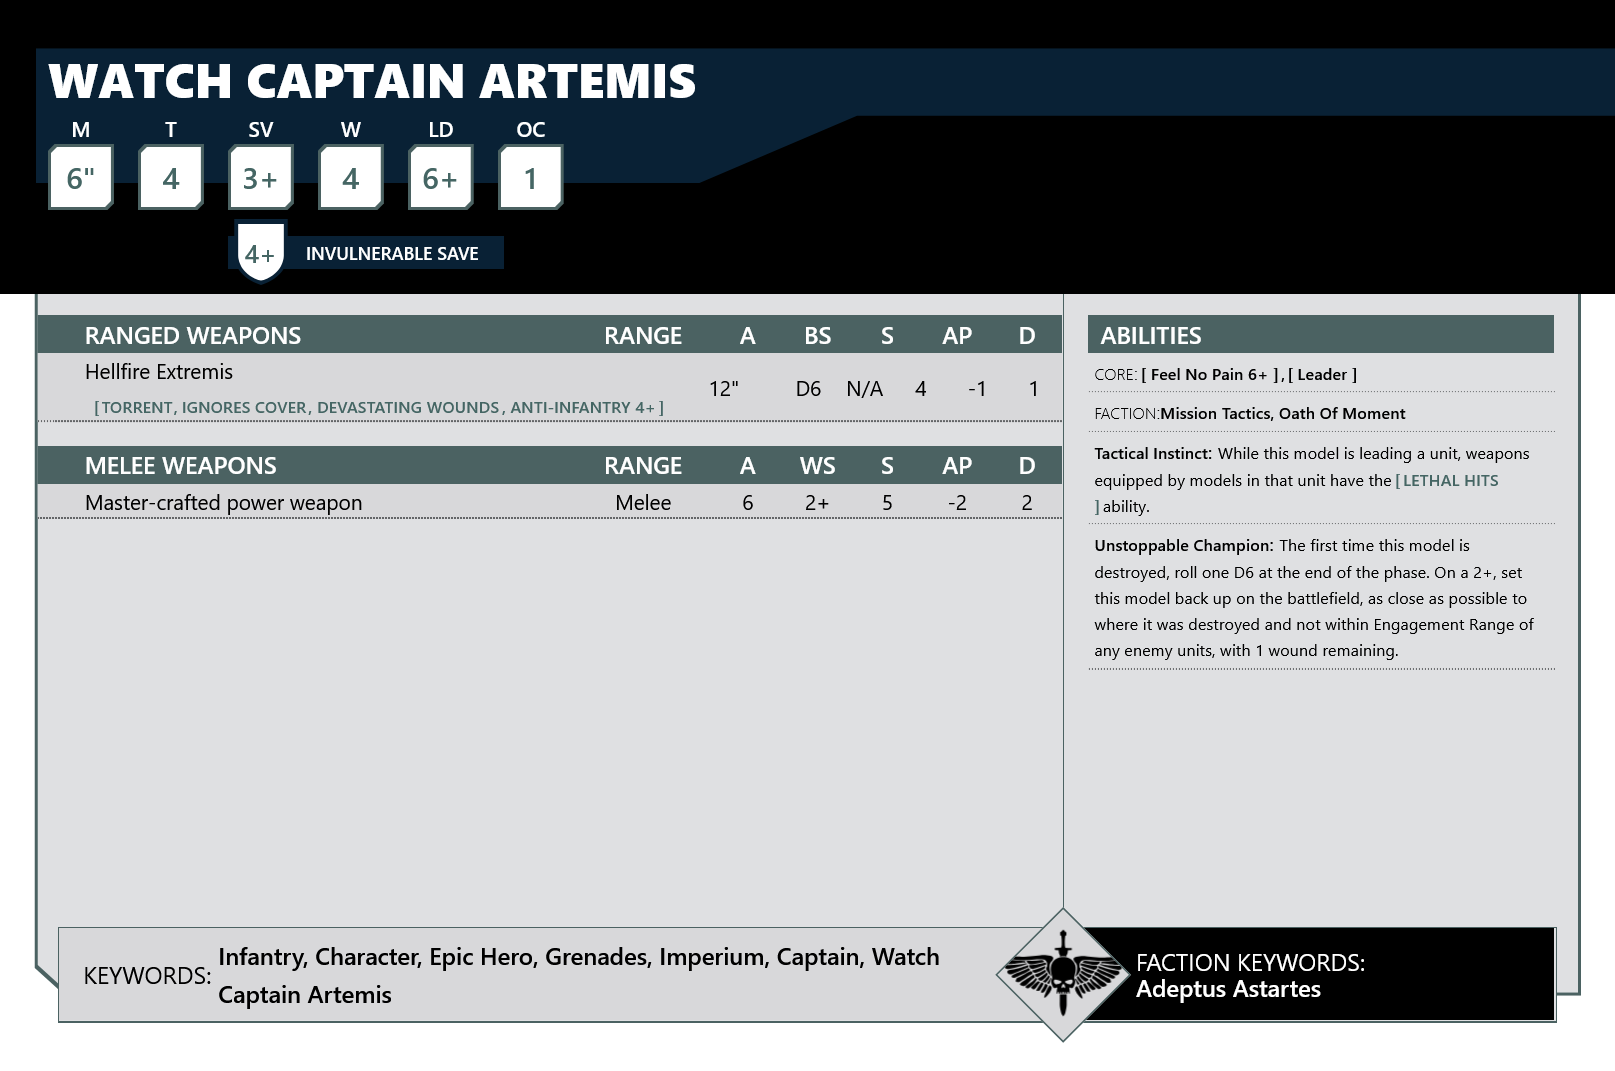 WATCH CAPTAIN ARTEMIS
M T SV W LD OC
6" 4 3+ 4 6+ 1
4+ INVULNERABLE SAVE
RANGED WEAPONS RANGE A BS S AP D
Hellfire Extremis
12" D6 N/A 4 -1 1
[ TORRENT, IGNORES COVER, DEVASTATING WOUNDS, ANTI-INFANTRY 4+ ]
MELEE WEAPONS RANGE A WS S AP D
Master-crafted power weapon Melee 6 2+ 5 -2 2
ABILITIES
CORE: [ Feel No Pain 6+ ] , [ Leader ]
FACTION:Mission Tactics, Oath Of Moment
Tactical Instinct: While this model is leading a unit, weapons
equipped by models in that unit have the [ LETHAL HITS
] ability.
Unstoppable Champion: The first time this model is
destroyed, roll one D6 at the end of the phase. On a 2+, set
this model back up on the battlefield, as close as possible to
where it was destroyed and not within Engagement Range of
any enemy units, with 1 wound remaining.
KEYWORDS: Infantry, Character, Epic Hero, Grenades, Imperium, Captain, Watch
Captain Artemis
FACTION KEYWORDS:
Adeptus Astartes